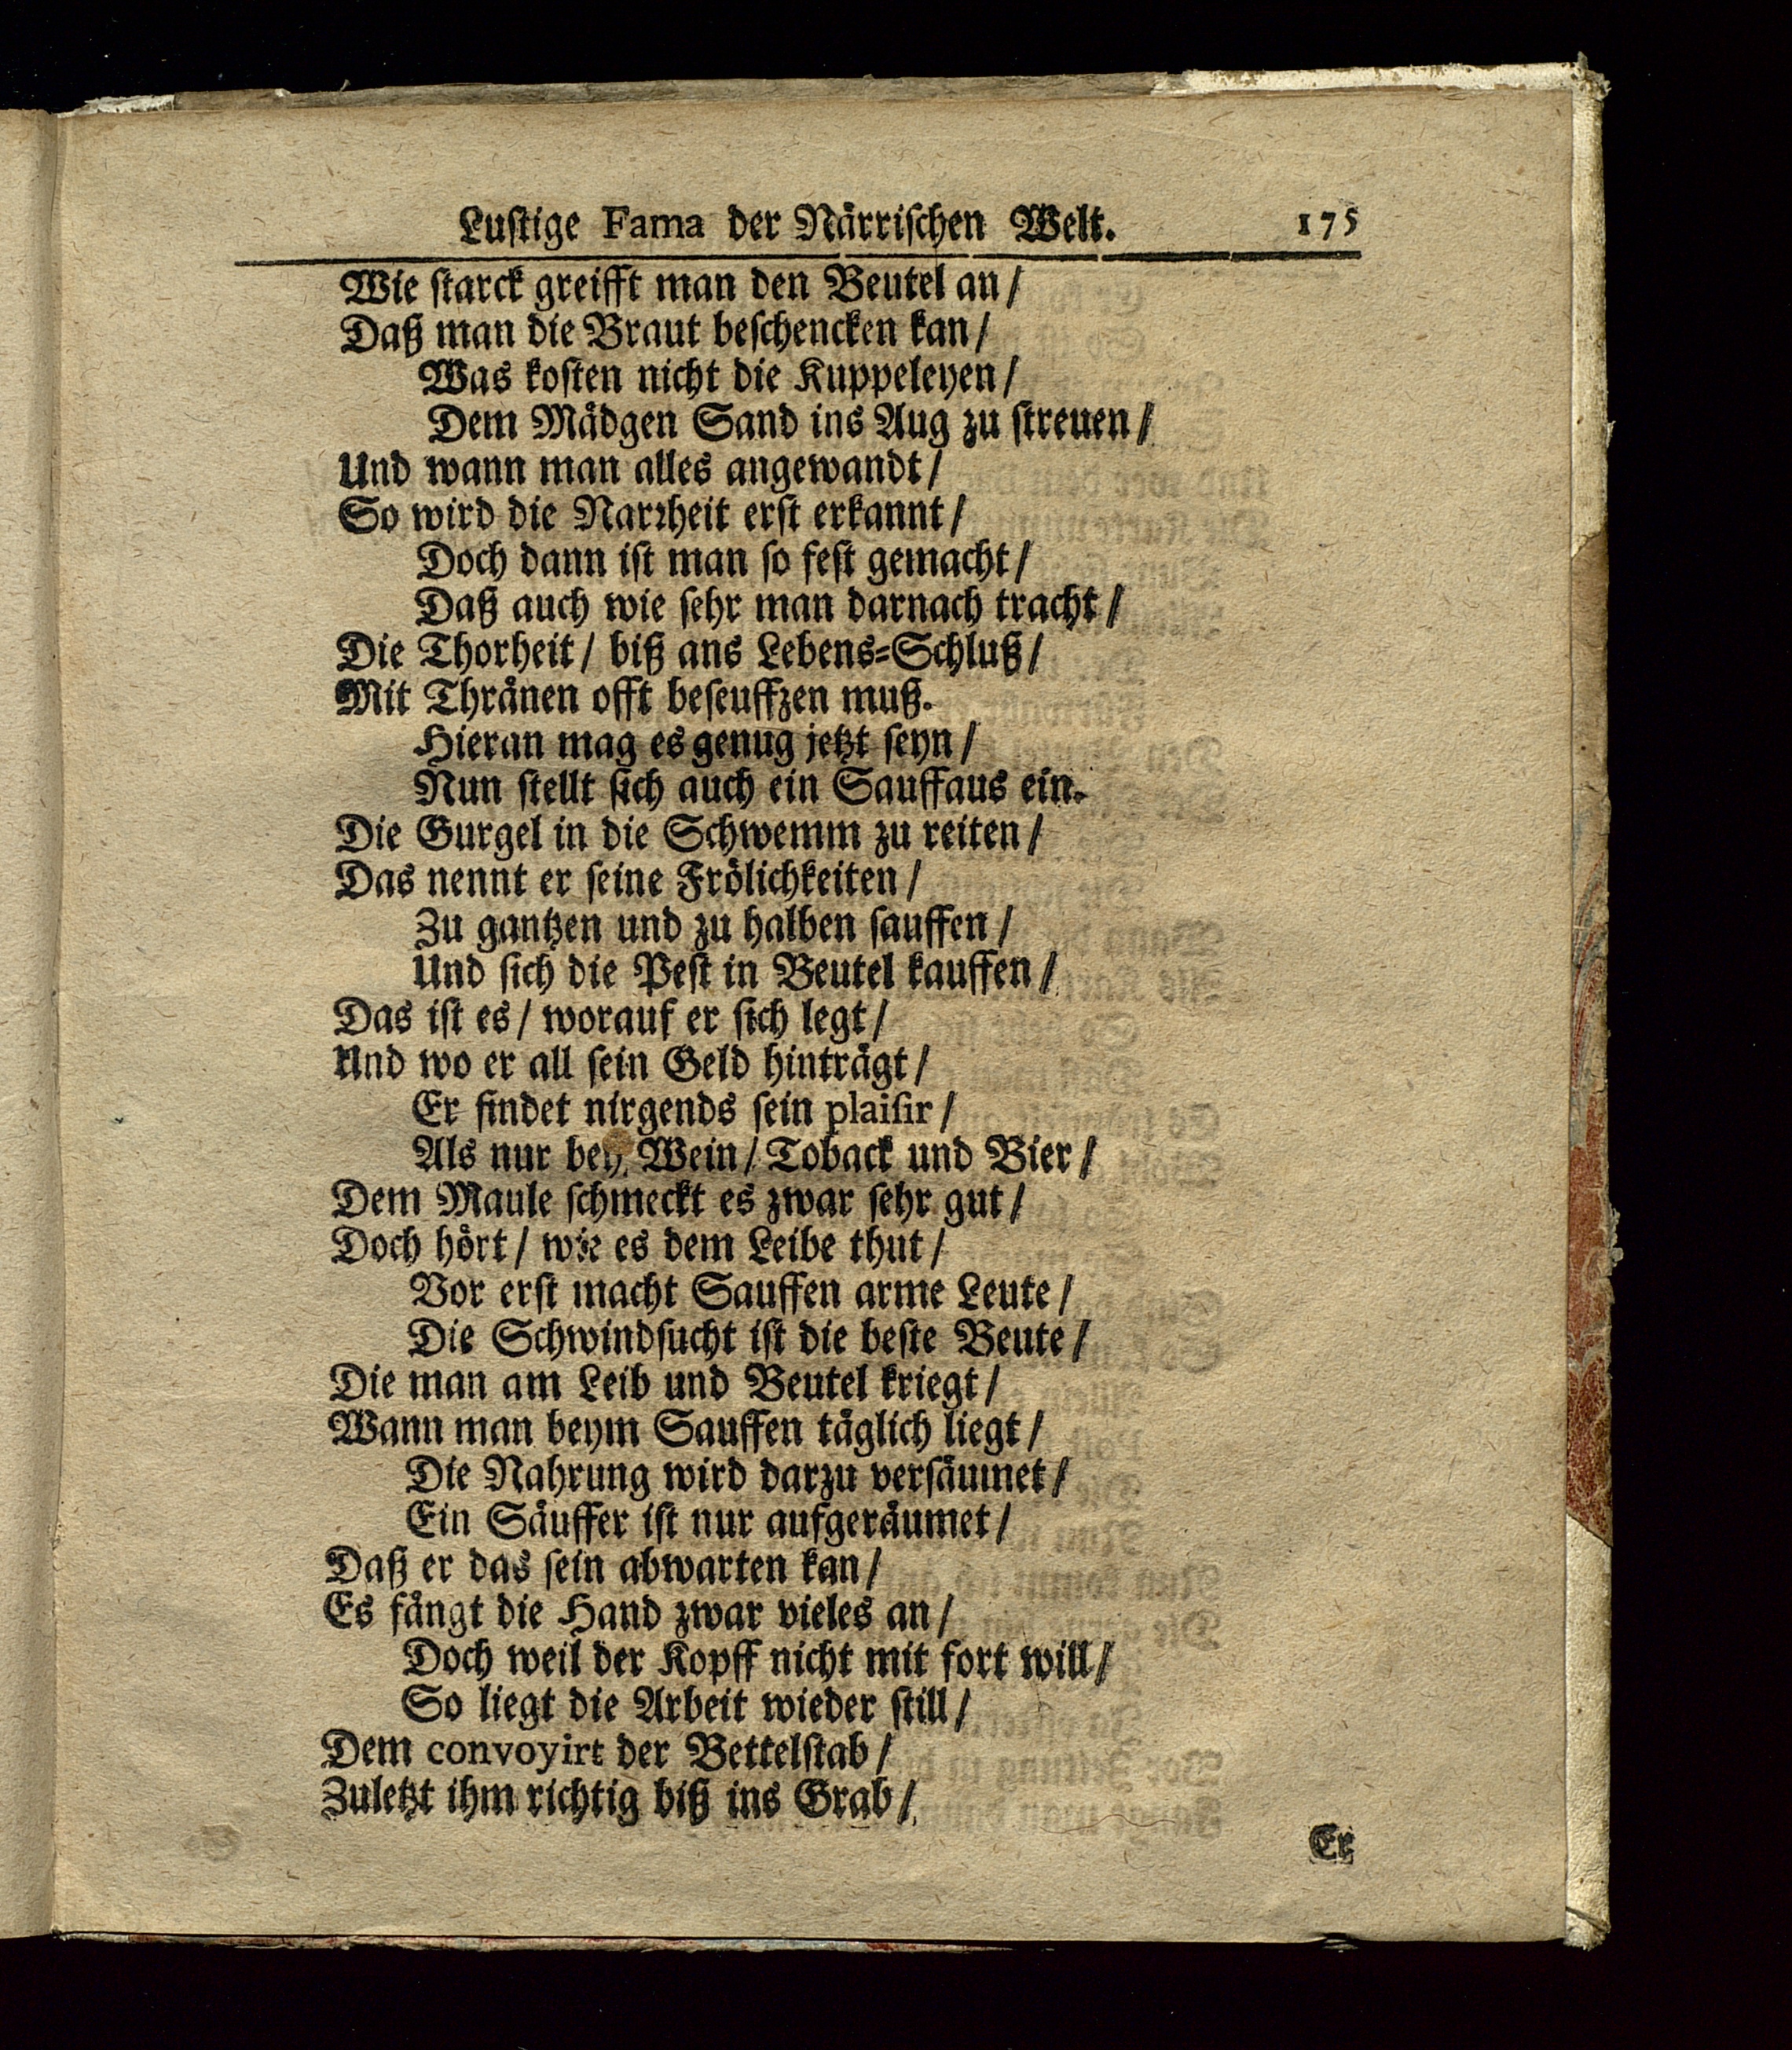 Luſtige Fama der Närriſchen Welt. 175
Wie ſtarck greifft man den Beutel an /
Daß man die Braut beſchencken kan /
Was koſten nicht die Kuppeleyen /
Dem Mädgen Sand ins Aug zu ſtreuen /
Und wann man alles angewandt /
So wird die Narꝛheit erſt erkannt /
Doch dann iſt man ſo feſt gemacht /
Daß auch wie ſehr man darnach tracht /
Die Thorheit / biß ans Lebens⸗Schluß /
Mit Thränen offt beſeuffzen muß.
Hieran mag es genug jetzt ſeyn /
Nun ſtellt ſich auch ein Sauffaus ein.
Die Gurgel in die Schwemm zu reiten /
Das nennt er ſeine Frölichkeiten /
Zu gantzen und zu halben ſauffen /
Und ſich die Peſt in Beutel kauffen /
Das iſt es / worauf er ſich legt /
Und wo er all ſein Geld hinträgt /
Er findet nirgends ſein plaiſir /
Als nur bey Wein / Toback und Bier /
Dem Maule ſchmeckt es zwar ſehr gut /
Doch hört / wie es dem Leibe thut /
Vor erſt macht Sauffen arme Leute /
Die Schwindſucht iſt die beſte Beute /
Die man am Leib und Beutel kriegt /
Wann man beym Sauffen täglich liegt /
Die Nahrung wird darzu verſäumet /
Ein Säuffer iſt nur aufgeräumet /
Daß er das ſein abwarten kan /
Es fängt die Hand zwar vieles an /
Doch weil der Kopff nicht mit fort will /
So liegt die Arbeit wieder ſtill /
Dem convoyirt der Bettelſtab /
Zuletzt ihm richtig biß ins Grab /
Er